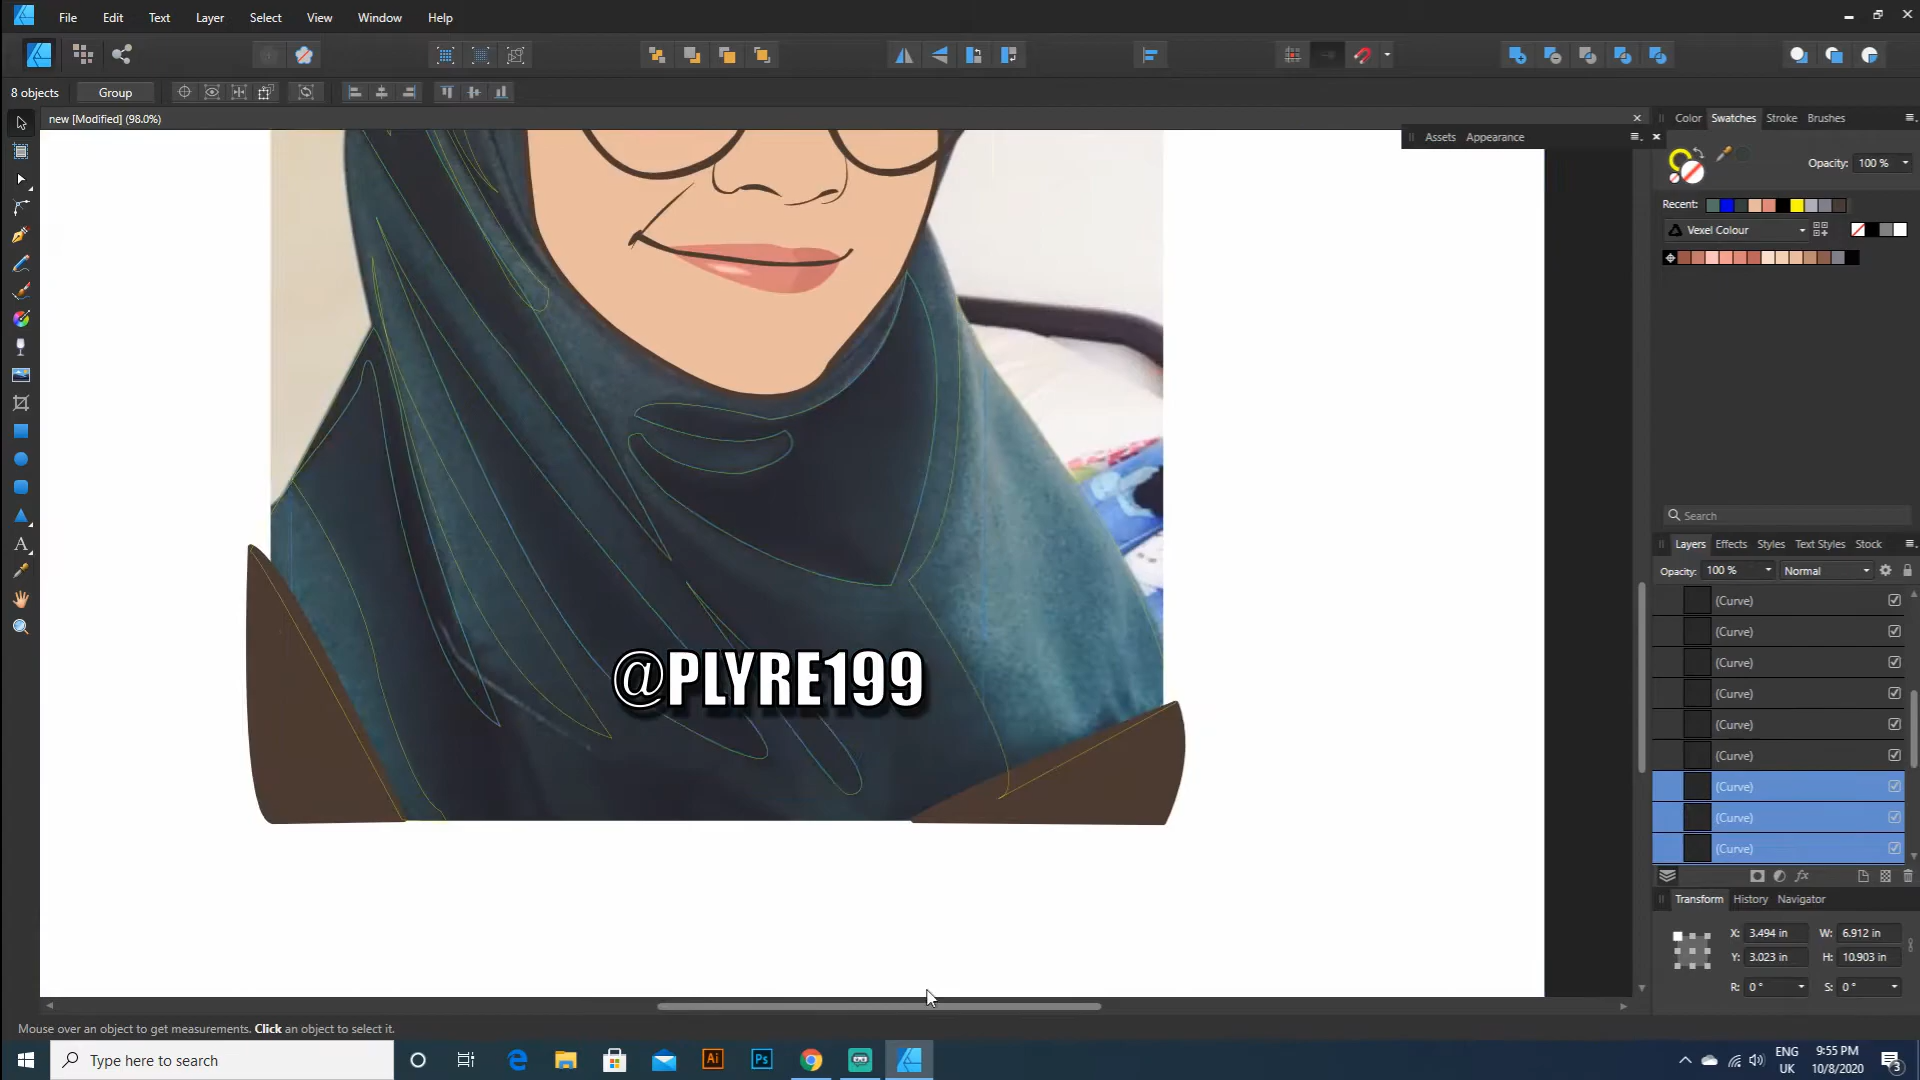 File Edit Text Layer Select View Window Help
8 objects Group
new [Modified] (98.0%)
Assets Appearance
Color Swatches Stroke Brushes
Opacity: 100 %
Recent:
Vexel Colour
Search
Layers Effects Styles Text Styles Stock
Opacity: 100 % Normal
(Curve)
(Curve)
(Curve)
(Curve)
(Curve)
(Curve)
(Curve)
(Curve)
(Curve)
fx
Transform History Navigator
X: 3.494 in W: 6.912 in
Y: 3.023 in H: 10.903 in
R: 0 ° S: 0 °
@PLYRE199
Mouse over an object to get measurements. Click an object to select it.
Type here to search
Ai Ps
ENG
UK
9:55 PM
10/8/2020
3